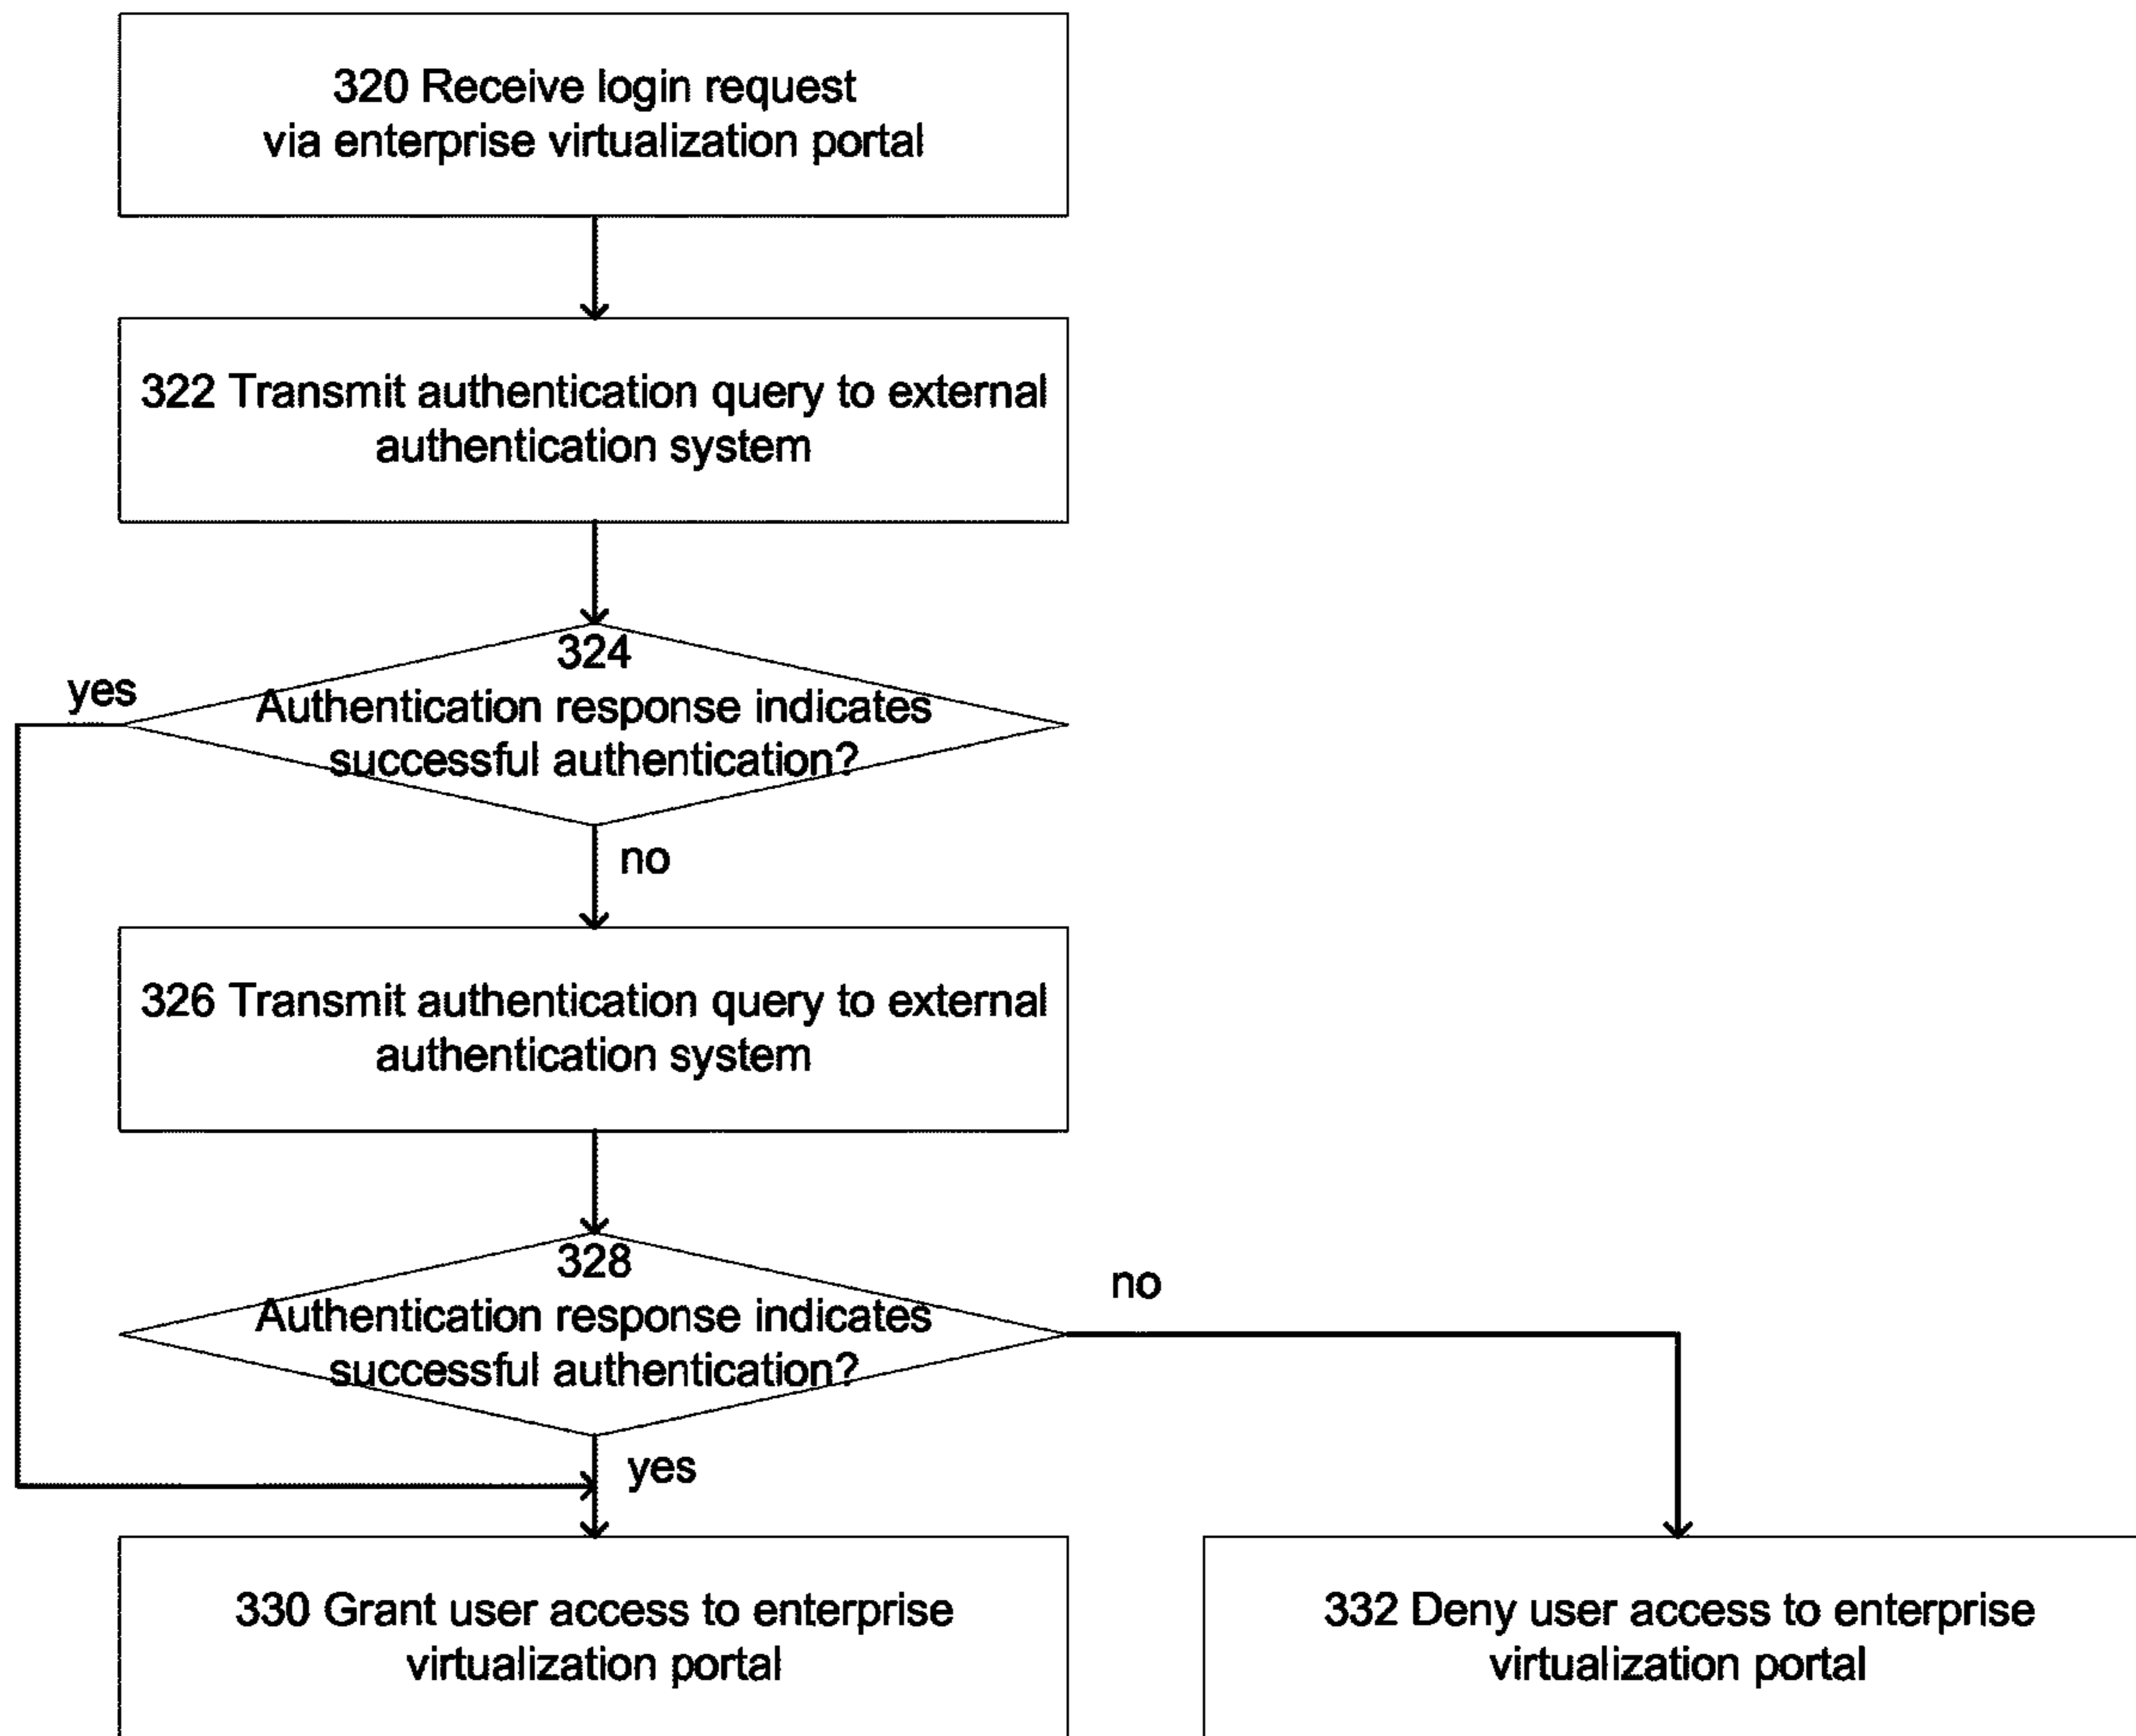 320 Receive login request
via enterprise virtualization portal
322 Transmit authentication query to external
authentication system
324
Authentication response indicates
successful authentication?
yes
no
326 Transmit authentication query to external
authentication system
328
Authentication response indicates
successful authentication?
no
yes
330 Grant user access to enterprise
virtualization portal
332 Deny user access to enterprise
virtualization portal